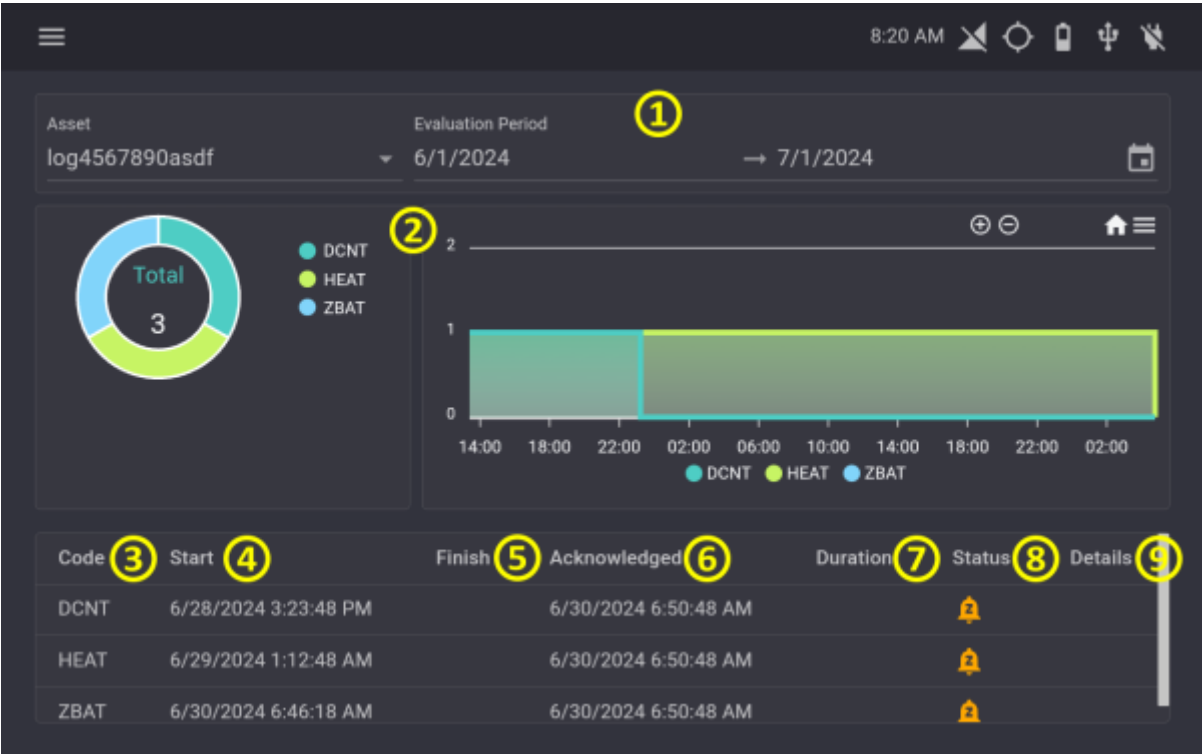 8:20 AM
1
Asset Evaluation Period
log4567890asdf 6/1/2024 → 7/1/2024
2
Total
3
DCNT
HEAT
ZBAT
2
1
0
14:00 18:00 22:00 02:00 06:00 10:00 14:00 18:00 22:00 02:00
DCNT HEAT ZBAT
Code 3 Start 4 Finish 5 Acknowledged 6 Duration 7 Status 8 Details 9
DCNT 6/28/2024 3:23:48 PM 6/30/2024 6:50:48 AM Z
HEAT 6/29/2024 1:12:48 AM 6/30/2024 6:50:48 AM Z
ZBAT 6/30/2024 6:46:18 AM 6/30/2024 6:50:48 AM Z